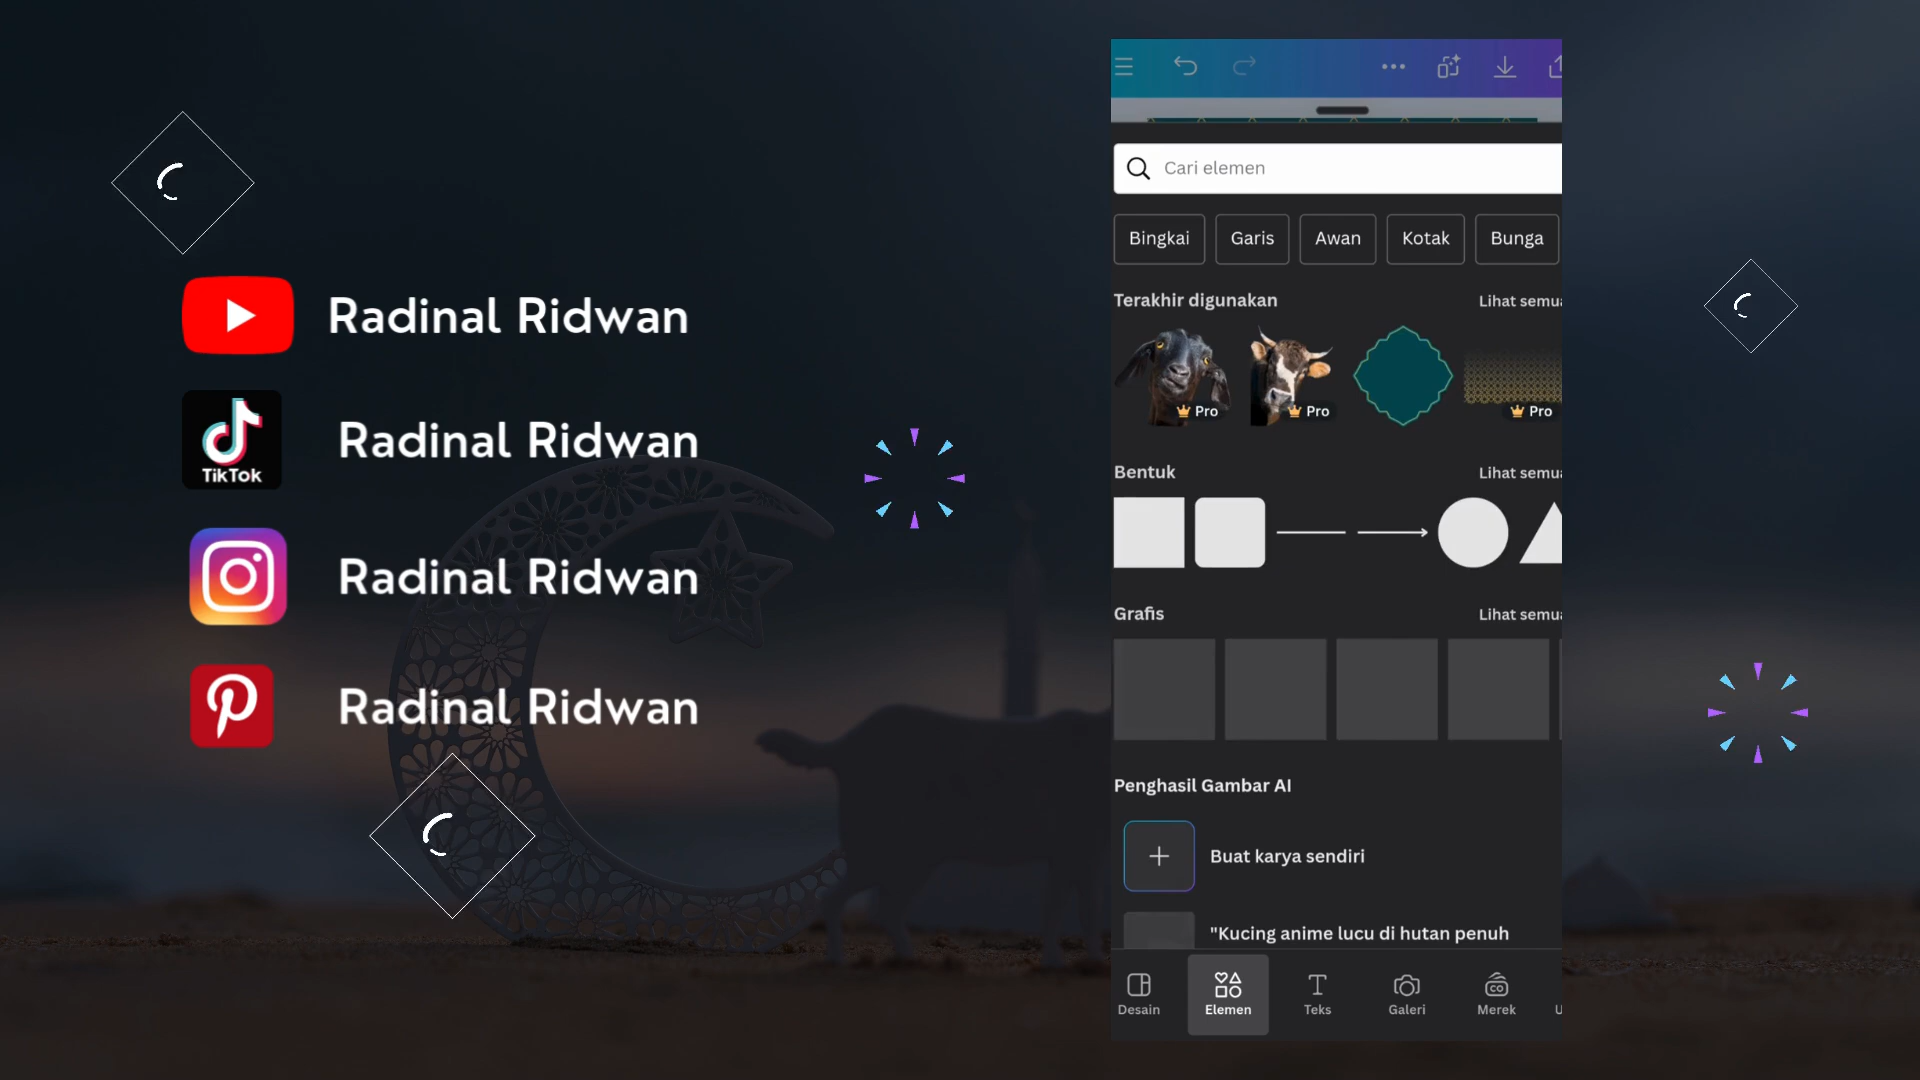 Radinal Ridwan
TikTok
Radinal Ridwan
Radinal Ridwan
Radinal Ridwan
Cari elemen
Bingkai Garis Awan Kotak Bunga
Terakhir digunakan Lihat semua
Pro Pro Pro
Bentuk Lihat semua
Grafis Lihat semua
Penghasil Gambar AI
Buat karya sendiri
"Kucing anime lucu di hutan penuh
Desain Elemen Teks Galeri Merek U